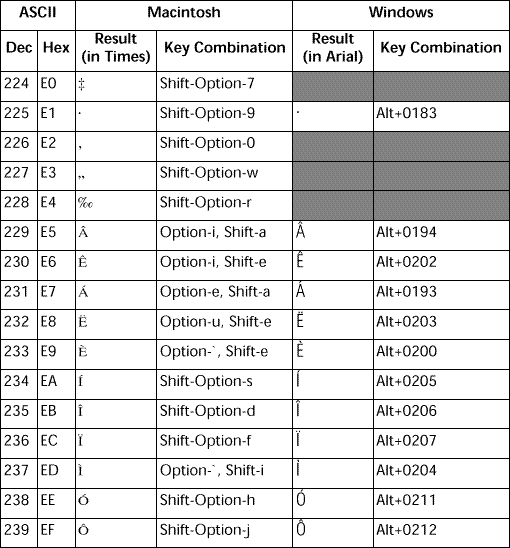 ASCII Macintosh Windows
Dec Hex Result (in Times) Key Combination Result (in Arial) Key Combination
224 E0 ‡ Shift-Option-7
225 E1 · Shift-Option-9 · Alt+0183
226 E2 ‚ Shift-Option-0
227 E3 „ Shift-Option-w
228 E4 ‰ Shift-Option-r
229 E5 Â Option-i, Shift-a Â Alt+0194
230 E6 Ê Option-i, Shift-e Ê Alt+0202
231 E7 Á Option-e, Shift-a Á Alt+0193
232 E8 Ë Option-u, Shift-e Ë Alt+0203
233 E9 È Option-`, Shift-e È Alt+0200
234 EA Í Shift-Option-s Í Alt+0205
235 EB Î Shift-Option-d Î Alt+0206
236 EC Ï Shift-Option-f Ï Alt+0207
237 ED Ì Option-`, Shift-i Ì Alt+0204
238 EE Ó Shift-Option-h Ó Alt+0211
239 EF Ô Shift-Option-j Ô Alt+0212